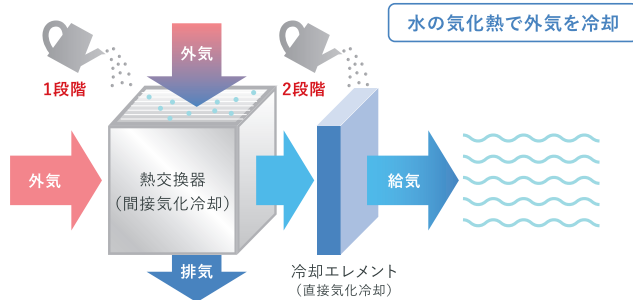 水の気化熱で外気を冷却
外気
1段階
2段階
外気
熱交換器
（間接気化冷却）
給気
排気
冷却エレメント
（直接気化冷却）